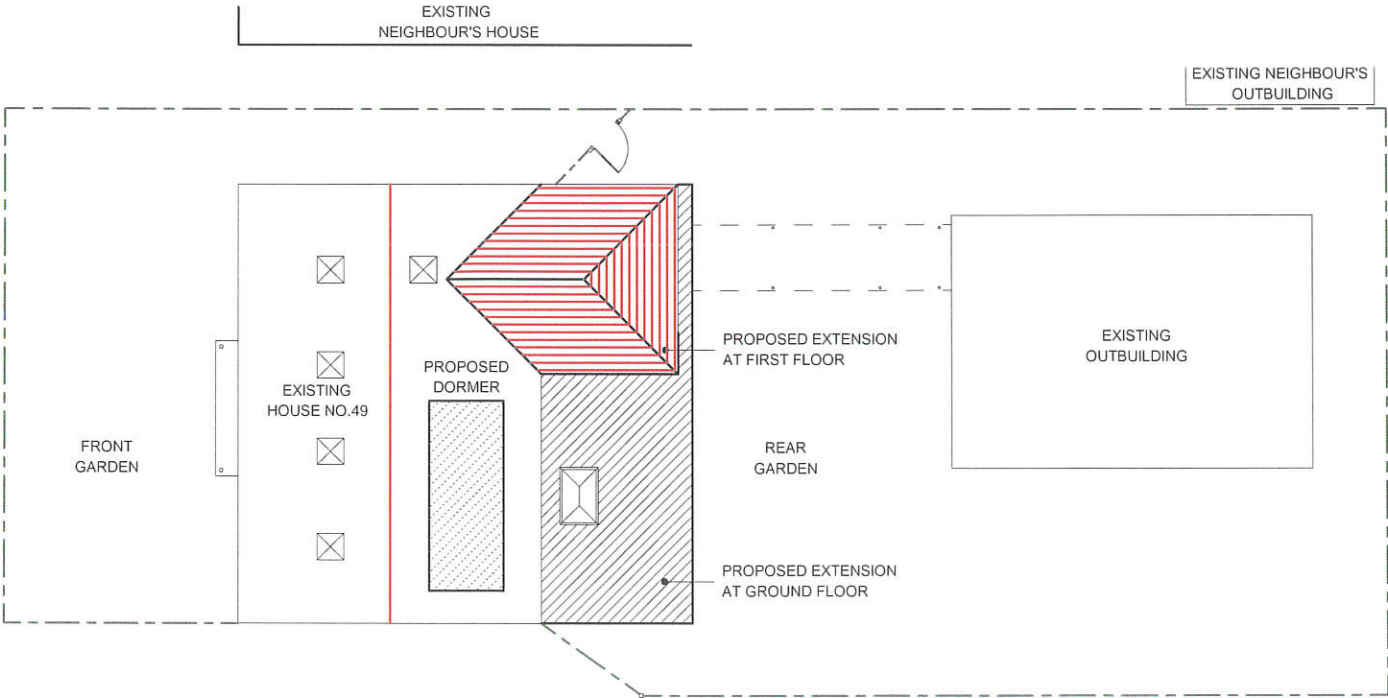 EXISTING
NEIGHBOUR'S HOUSE
EXISTING NEIGHBOUR'S
OUTBUILDING
PROPOSED EXTENSION
AT FIRST FLOOR
EXISTING
OUTBUILDING
PROPOSED
DORMER
EXISTING
HOUSE NO.49
FRONT
GARDEN
REAR
GARDEN
PROPOSED EXTENSION
AT GROUND FLOOR